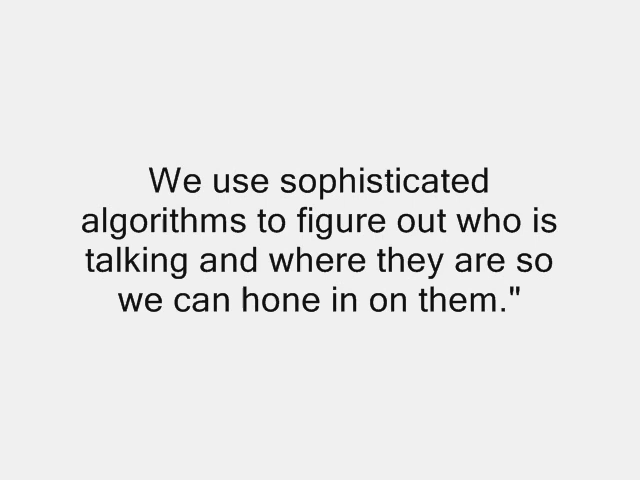 We use sophisticated
algorithms to figure out who is
talking and where they are so
we can hone in on them."